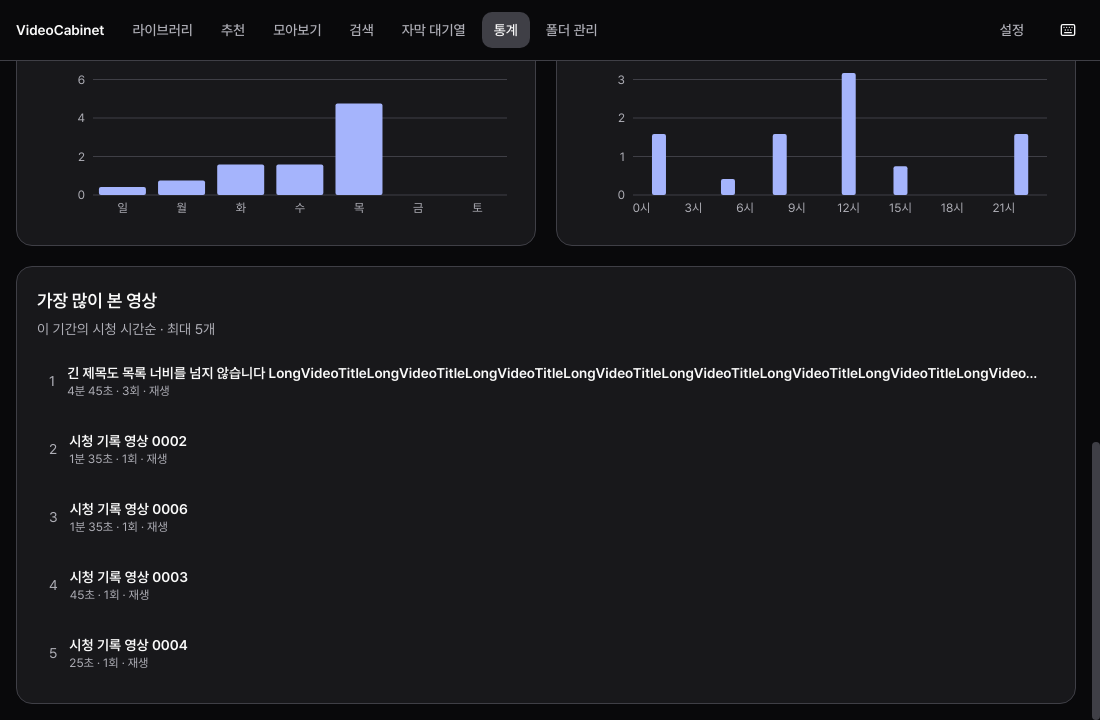 VideoCabinet 라이브러리 추천 모아보기 검색 자막 대기열 통계 폴더 관리 설정
6
4
2
0
일 월 화 수 목 금 토
3
2
1
0
0시 3시 6시 9시 12시 15시 18시 21시
가장 많이 본 영상
이 기간의 시청 시간순 · 최대 5개
1 긴 제목도 목록 너비를 넘지 않습니다 LongVideoTitleLongVideoTitleLongVideoTitleLongVideoTitleLongVideoTitleLongVideoTitleLongVideoTitleLongVideo...
4분 45초 · 3회 · 재생
2 시청 기록 영상 0002
1분 35초 · 1회 · 재생
3 시청 기록 영상 0006
1분 35초 · 1회 · 재생
4 시청 기록 영상 0003
45초 · 1회 · 재생
5 시청 기록 영상 0004
25초 · 1회 · 재생